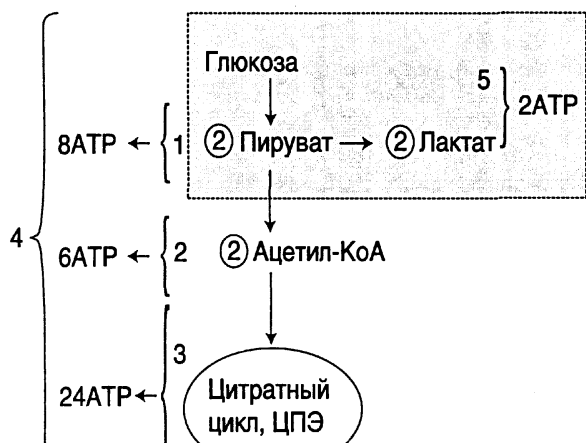 Глюкоза
5
2АТР
8АТР
1
2 Пируват
2 Лактат
4
6АТР
2
2 Ацетил-КоА
3
24АТР
Цитратный
цикл, ЦПЭ